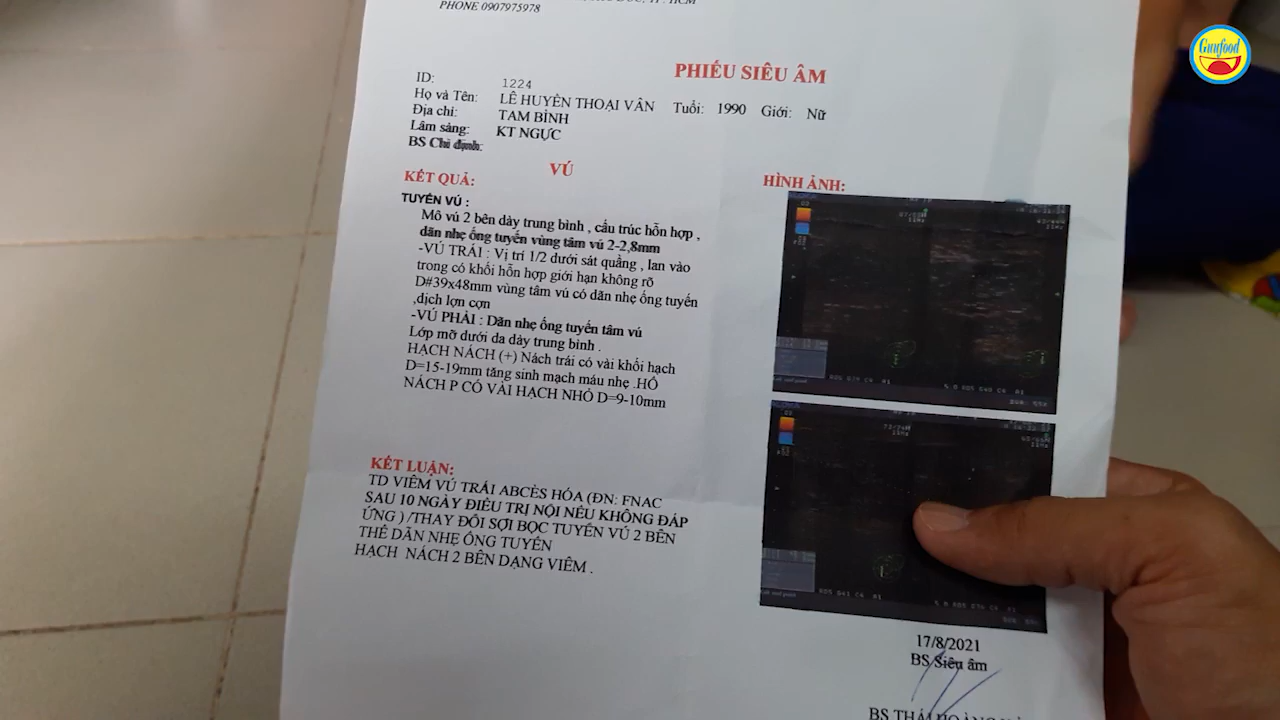 PHONE 0907975978
Gunfood
PHIẾU SIÊU ÂM
ID: 1224
Họ và Tên: LÊ HUYỀN THOẠI VÂN Tuổi: 1990 Giới: Nữ
Địa chỉ: TAM BÌNH
Lâm sàng: KT NGỰC
BS Chỉ định:
VÚ
KẾT QUẢ:
HÌNH ẢNH:
TUYẾN VÚ :
Mô vú 2 bên dày trung bình , cấu trúc hỗn hợp ,
dãn nhẹ ống tuyến vùng tâm vú 2-2,8mm
-VÚ TRÁI : Vị trí 1/2 dưới sát quầng , lan vào
trong có khối hỗn hợp giới hạn không rõ
D#39x48mm vùng tâm vú có dãn nhẹ ống tuyến
,dịch lợn cợn
-VÚ PHẢI : Dãn nhẹ ống tuyến tâm vú
Lớp mỡ dưới da dày trung bình .
HẠCH NÁCH (+) Nách trái có vài khối hạch
D=15-19mm tăng sinh mạch máu nhẹ .HỐ
NÁCH P CÓ VÀI HẠCH NHỎ D=9-10mm
KẾT LUẬN:
TD VIÊM VÚ TRÁI ABCÈS HÓA (ĐN: FNAC
SAU 10 NGÀY ĐIỀU TRỊ NỘI NẾU KHÔNG ĐÁP
ỨNG ) /THAY ĐỔI SỢI BỌC TUYẾN VÚ 2 BÊN
THỂ DÃN NHẸ ỐNG TUYẾN
HẠCH NÁCH 2 BÊN DẠNG VIÊM .
17/8/2021
BS Siêu âm
BS THÁI HOÀNG